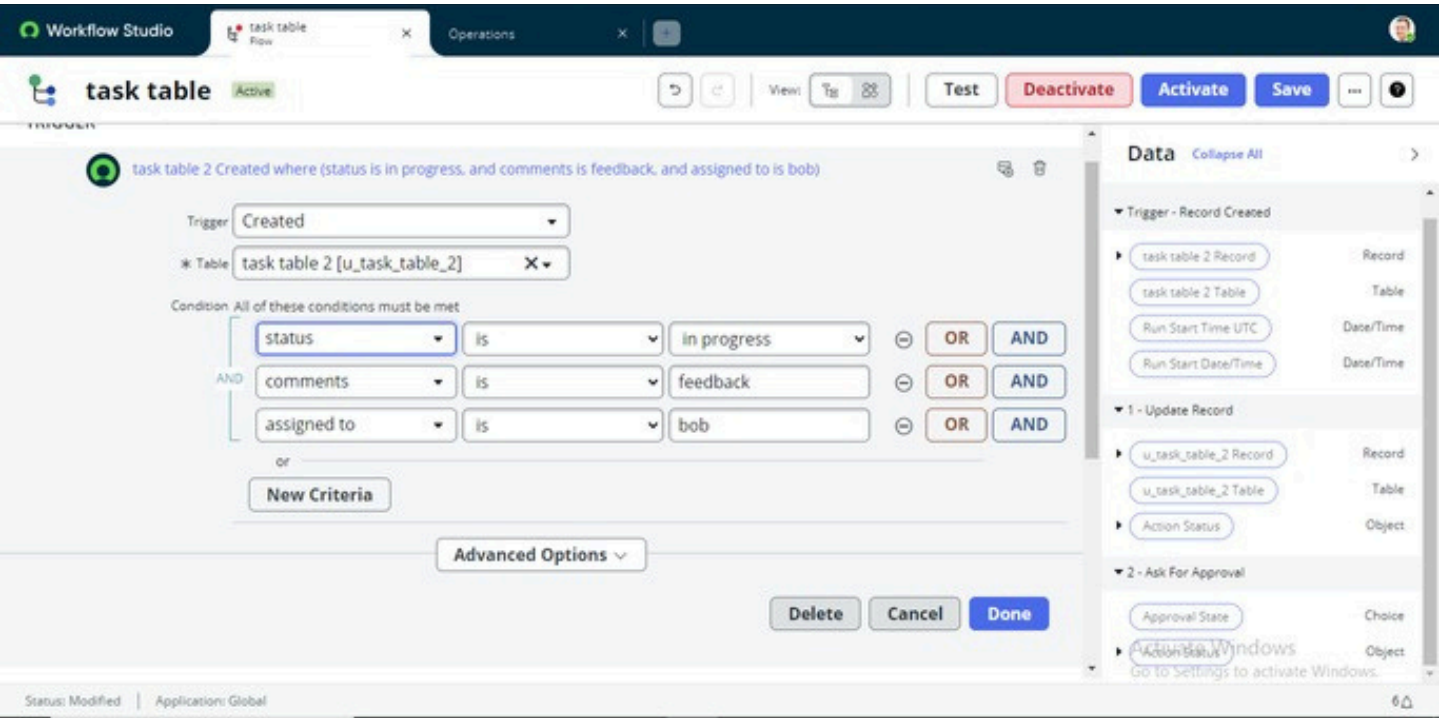 Workflow Studio
task table
Flow
Operations
task table Active
View:
Test
Deactivate
Activate
Save
TRIGGER
task table 2 Created where (status is in progress, and comments is feedback, and assigned to is bob)
Trigger Created
* Table task table 2 [u_task_table_2]
Condition All of these conditions must be met
status is in progress OR AND
AND
comments is feedback OR AND
assigned to is bob OR AND
or
New Criteria
Advanced Options
Delete Cancel Done
Data Collapse All
Trigger - Record Created
task table 2 Record Record
task table 2 Table Table
Run Start Time UTC Date/Time
Run Start Date/Time Date/Time
1 - Update Record
u_task_table_2 Record Record
u_task_table_2 Table Table
Action Status Object
2 - Ask For Approval
Approval State Choice
Action Status Object
Activate Windows
Go to Settings to activate Windows.
Status: Modified | Application: Global
6